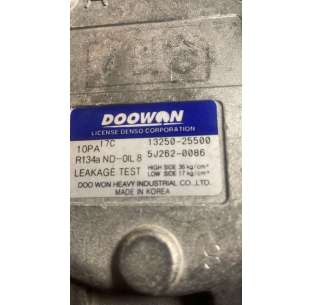 DOOWON
LICENSE DENSO CORPORATION
10PA17C 13250-25500
R134a ND-OIL 8 5J262-0086
LEAKAGE TEST HIGH SIDE 36 kg/cm²
LOW SIDE 17 kg/cm²
DOO WON HEAVY INDUSTRIAL CO.,LTD.
MADE IN KOREA